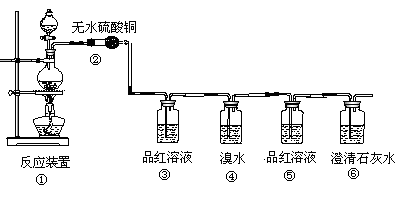 无水硫酸铜
②
品红溶液 溴水 品红溶液 澄清石灰水
反应装置 ③ ④ ⑤ ⑥
①